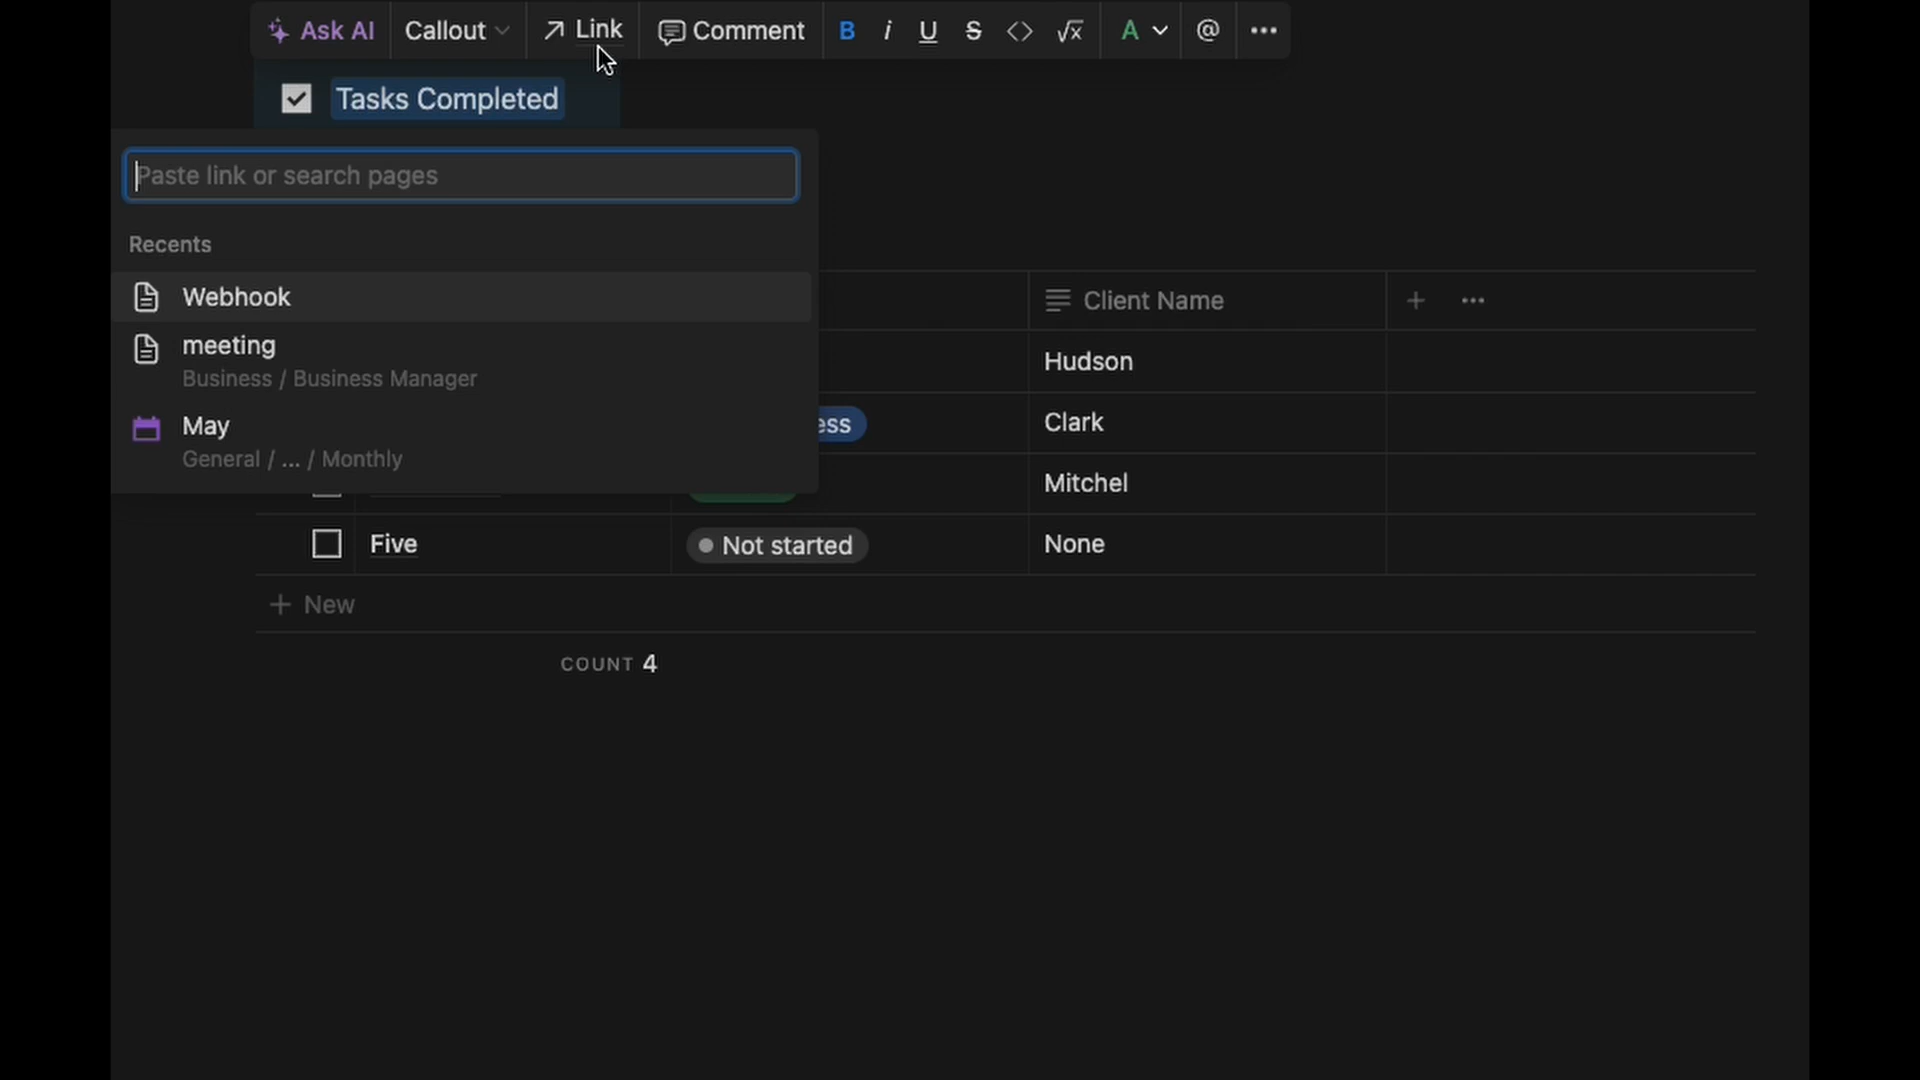 Ask AI Callout Link Comment B i U S <> √x A @ •••
Tasks Completed
Paste link or search pages
Recents
Webhook
Client Name + •••
meeting
Business / Business Manager
Hudson
May
General / ... / Monthly
ess Clark
Mitchel
Five Not started None
+ New
COUNT 4